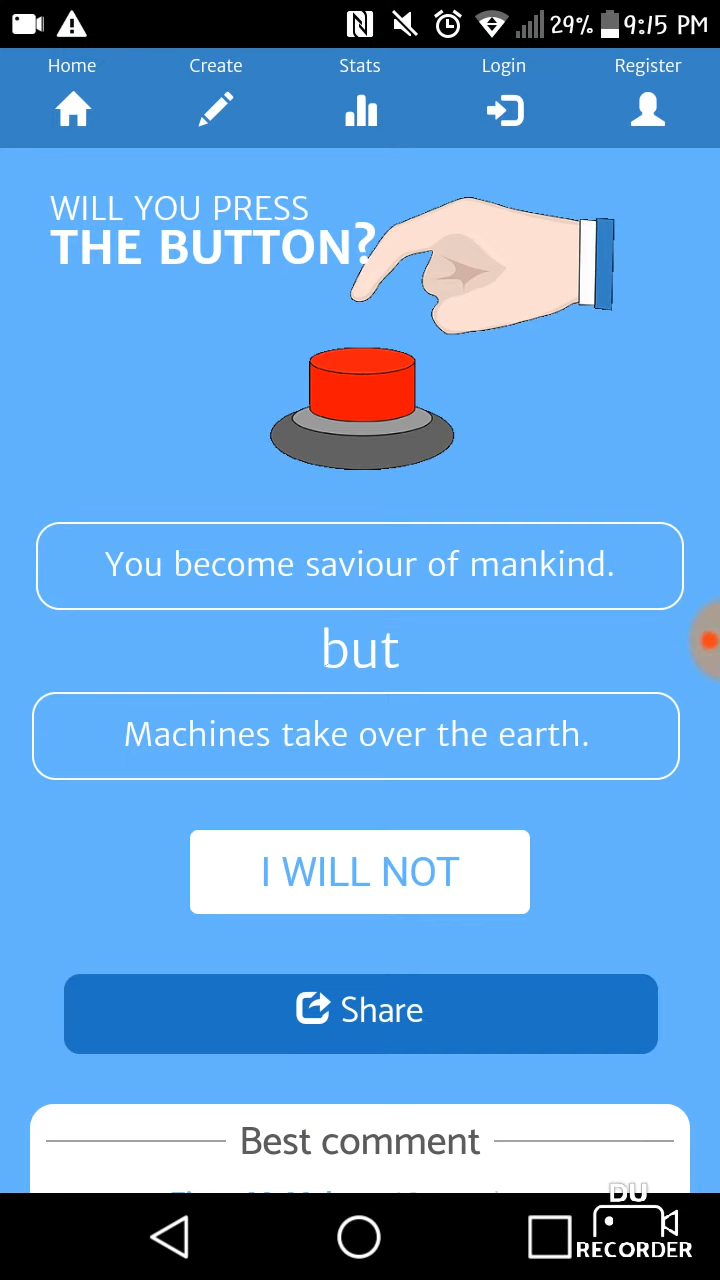 29% 9:15 PM
Home Create Stats Login Register
WILL YOU PRESS
THE BUTTON?
You become saviour of mankind.
but
Machines take over the earth.
I WILL NOT
Share
Best comment
DU
RECORDER